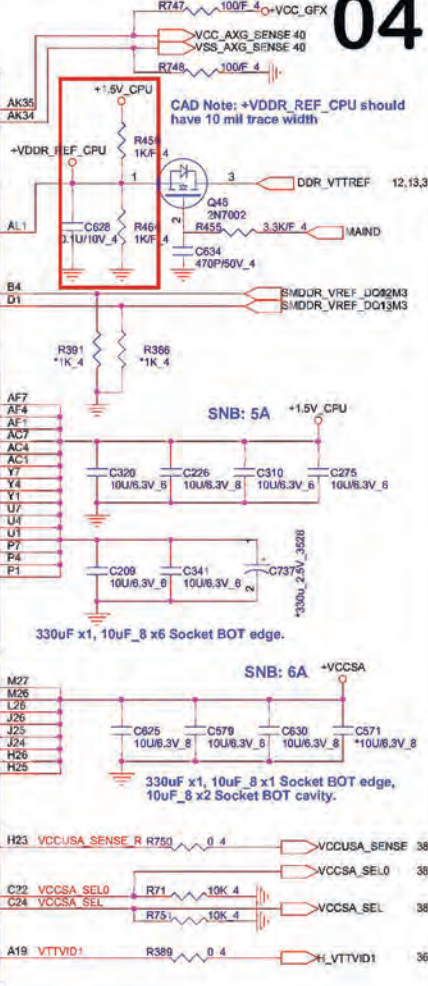 04
R747 100/F_4 +VCC_GFX
VCC_AXG_SENSE 40
VSS_AXG_SENSE 40
R748 100/F_4
AK35
AK34
+1.5V_CPU
CAD Note: +VDDR_REF_CPU should
have 10 mil trace width
+VDDR_REF_CPU
1K/F_4
1
3
DDR_VTTREF 12,13,3
Q46
2N7002
2
AL1
C628
0.1U/10V_4
1K/F_4
R455 3.3K/F_4
MAIND
C634
470P/50V_4
B4
D1
SMDDR_VREF_DQ02M3
SMDDR_VREF_DQ13M3
R391
*1K_4
R386
*1K_4
AF7
AF4
AF1
AC7
AC4
AC1
Y7
Y4
Y1
U7
U4
U1
P7
P4
P1
SNB: 5A
+1.5V_CPU
C320
10U/6.3V_6
C226
10U/6.3V_8
C310
10U/6.3V_6
C275
10U/6.3V_6
C209
10U/6.3V_8
C341
10U/6.3V_6
C737
2
*330u_2.5V_3528
330uF x1, 10uF_8 x6 Socket BOT edge.
SNB: 6A
+VCCSA
M27
M26
L26
J26
J25
J24
H26
H25
C625
10U/6.3V_8
C579
10U/6.3V_6
C630
10U/6.3V_8
C571
*10U/6.3V_8
330uF x1, 10uF_8 x1 Socket BOT edge,
10uF_8 x2 Socket BOT cavity.
H23 VCCUSA_SENSE_R R750 0_4 VCCUSA_SENSE 38
VCCSA_SEL0 38
C22 VCCSA_SEL0 R71 10K_4
C24 VCCSA_SEL
VCCSA_SEL 38
R751 10K_4
A19 VTTVID1 R389 0_4 H_VTTVID1 36